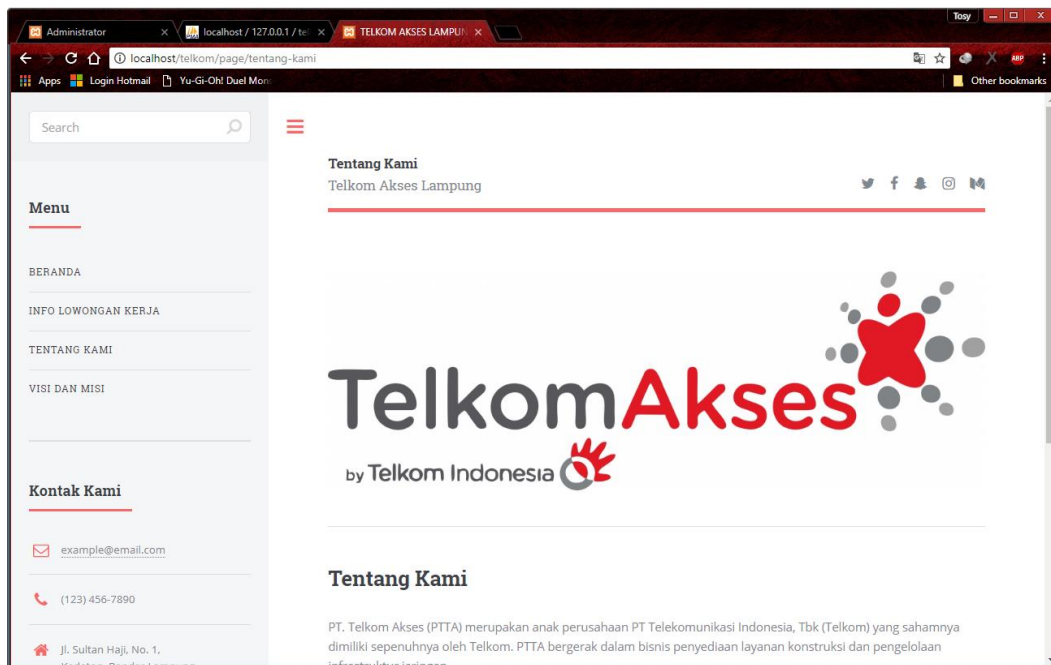 Tosy
Administrator
localhost / 127.0.0.1 / tel
TELKOM AKSES LAMPUN
localhost/telkom/page/tentang-kami
ABP
Apps
Login Hotmail
Yu-Gi-Oh! Duel Mon
Other bookmarks
Search
Menu
BERANDA
INFO LOWONGAN KERJA
TENTANG KAMI
VISI DAN MISI
Kontak Kami
example@email.com
(123) 456-7890
Jl. Sultan Haji, No. 1,
Tentang Kami
Telkom Akses Lampung
TelkomAkses
by Telkom Indonesia
Tentang Kami
PT. Telkom Akses (PTTA) merupakan anak perusahaan PT Telekomunikasi Indonesia, Tbk (Telkom) yang sahamnya
dimiliki sepenuhnya oleh Telkom. PTTA bergerak dalam bisnis penyediaan layanan konstruksi dan pengelolaan
infrastruktur jaringan